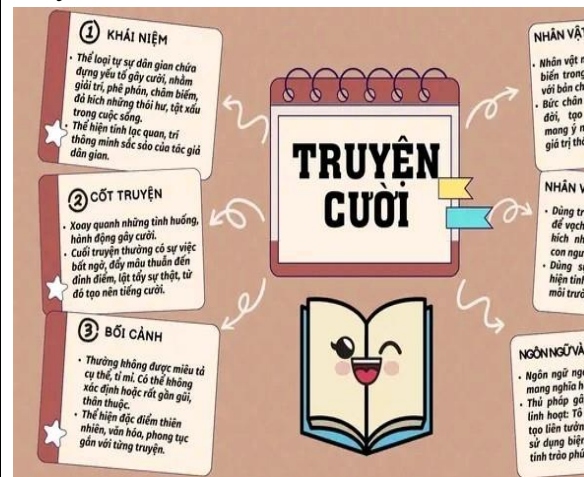 TRUYỆN
CƯỜI
1 KHÁI NIỆM
• Thể loại tự sự dân gian chứa
đựng yếu tố gây cười, nhằm
giải trí, phê phán, châm biếm,
đả kích những thói hư, tật xấu
trong cuộc sống.
• Thể hiện tính lạc quan, trí
thông minh sắc sảo của tác giả
dân gian.
2 CỐT TRUYỆN
• Xoay quanh những tình huống,
hành động gây cười.
• Cuối truyện thường có sự việc
bất ngờ, đẩy mâu thuẫn đến
đỉnh điểm, lật tẩy sự thật, từ
đó tạo nên tiếng cười.
3 BỐI CẢNH
• Thường không được miêu tả
cụ thể, tỉ mỉ. Có thể không
xác định hoặc rất gần gũi,
thân thuộc.
• Thể hiện đặc điểm thiên
nhiên, văn hóa, phong tục
gắn với từng truyện.
NHÂN VẬT
• Nhân vật
biến trong
với bản ch
• Bức chân
đời, tạo
mang ý n
giá trị th
NHÂN V
• Dùng tr
để vạch
kích nh
con ngư
• Dùng s
hiện tính
môi trườ
NGÔN NGỮ VÀ
• Ngôn ngữ ng
mang nghĩa h
• Thủ pháp gâ
linh hoạt: Tô
tạo liên tưởn
sử dụng biện
tính trào phú